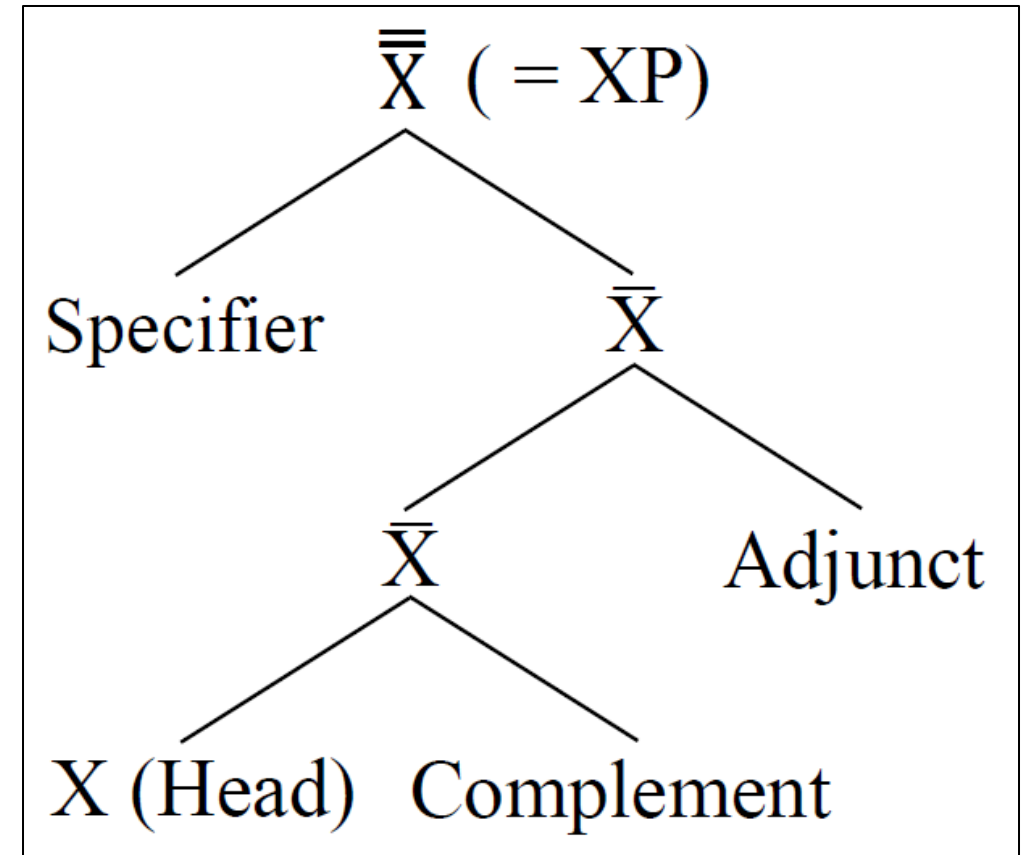 X̿̅ ( = XP)
Specifier
X̅
X̅
Adjunct
X (Head)
Complement